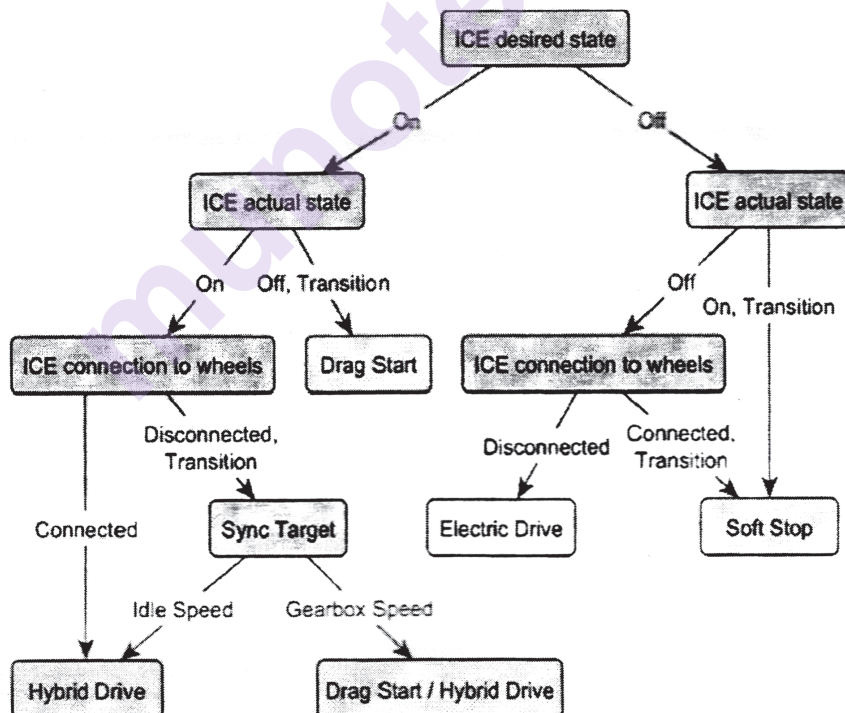 ICE desired state
On
Off
ICE actual state
ICE actual state
On
Off, Transition
Off
On, Transition
ICE connection to wheels
Drag Start
ICE connection to wheels
Disconnected,
Transition
Disconnected
Connected,
Transition
Connected
Sync Target
Electric Drive
Soft Stop
Idle Speed
Gearbox Speed
Hybrid Drive
Drag Start / Hybrid Drive
munote